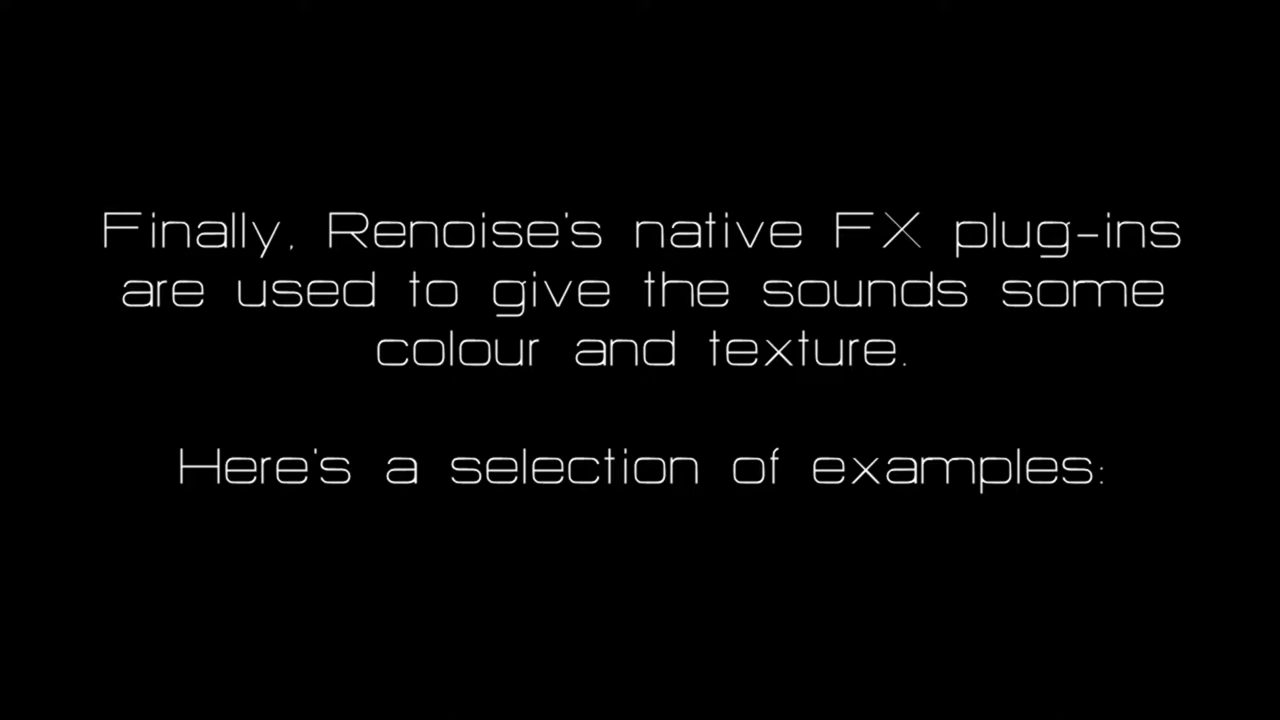 Finally, Renoise's native FX plug-ins
are used to give the sounds some
colour and texture.
Here's a selection of examples: